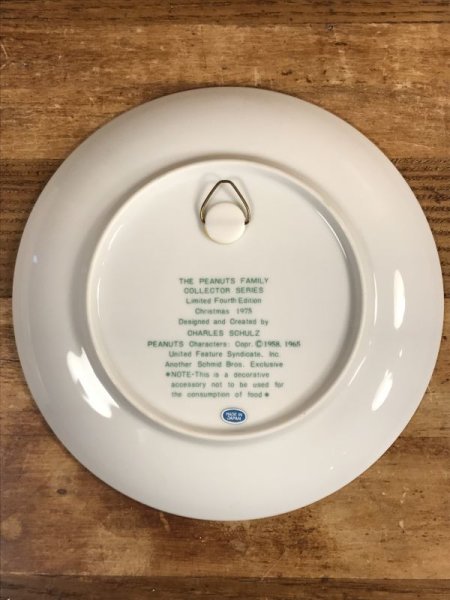 THE PEANUTS FAMILY
COLLECTOR SERIES
Limited Fourth Edition
Christmas 1975
Designed and Created by
CHARLES SCHULZ
PEANUTS Characters: Copr. ©1958, 1965
United Feature Syndicate, Inc.
Another Schmid Bros. Exclusive
*NOTE-This is a decorative
accessory not to be used for
the consumption of food*
MADE IN
JAPAN